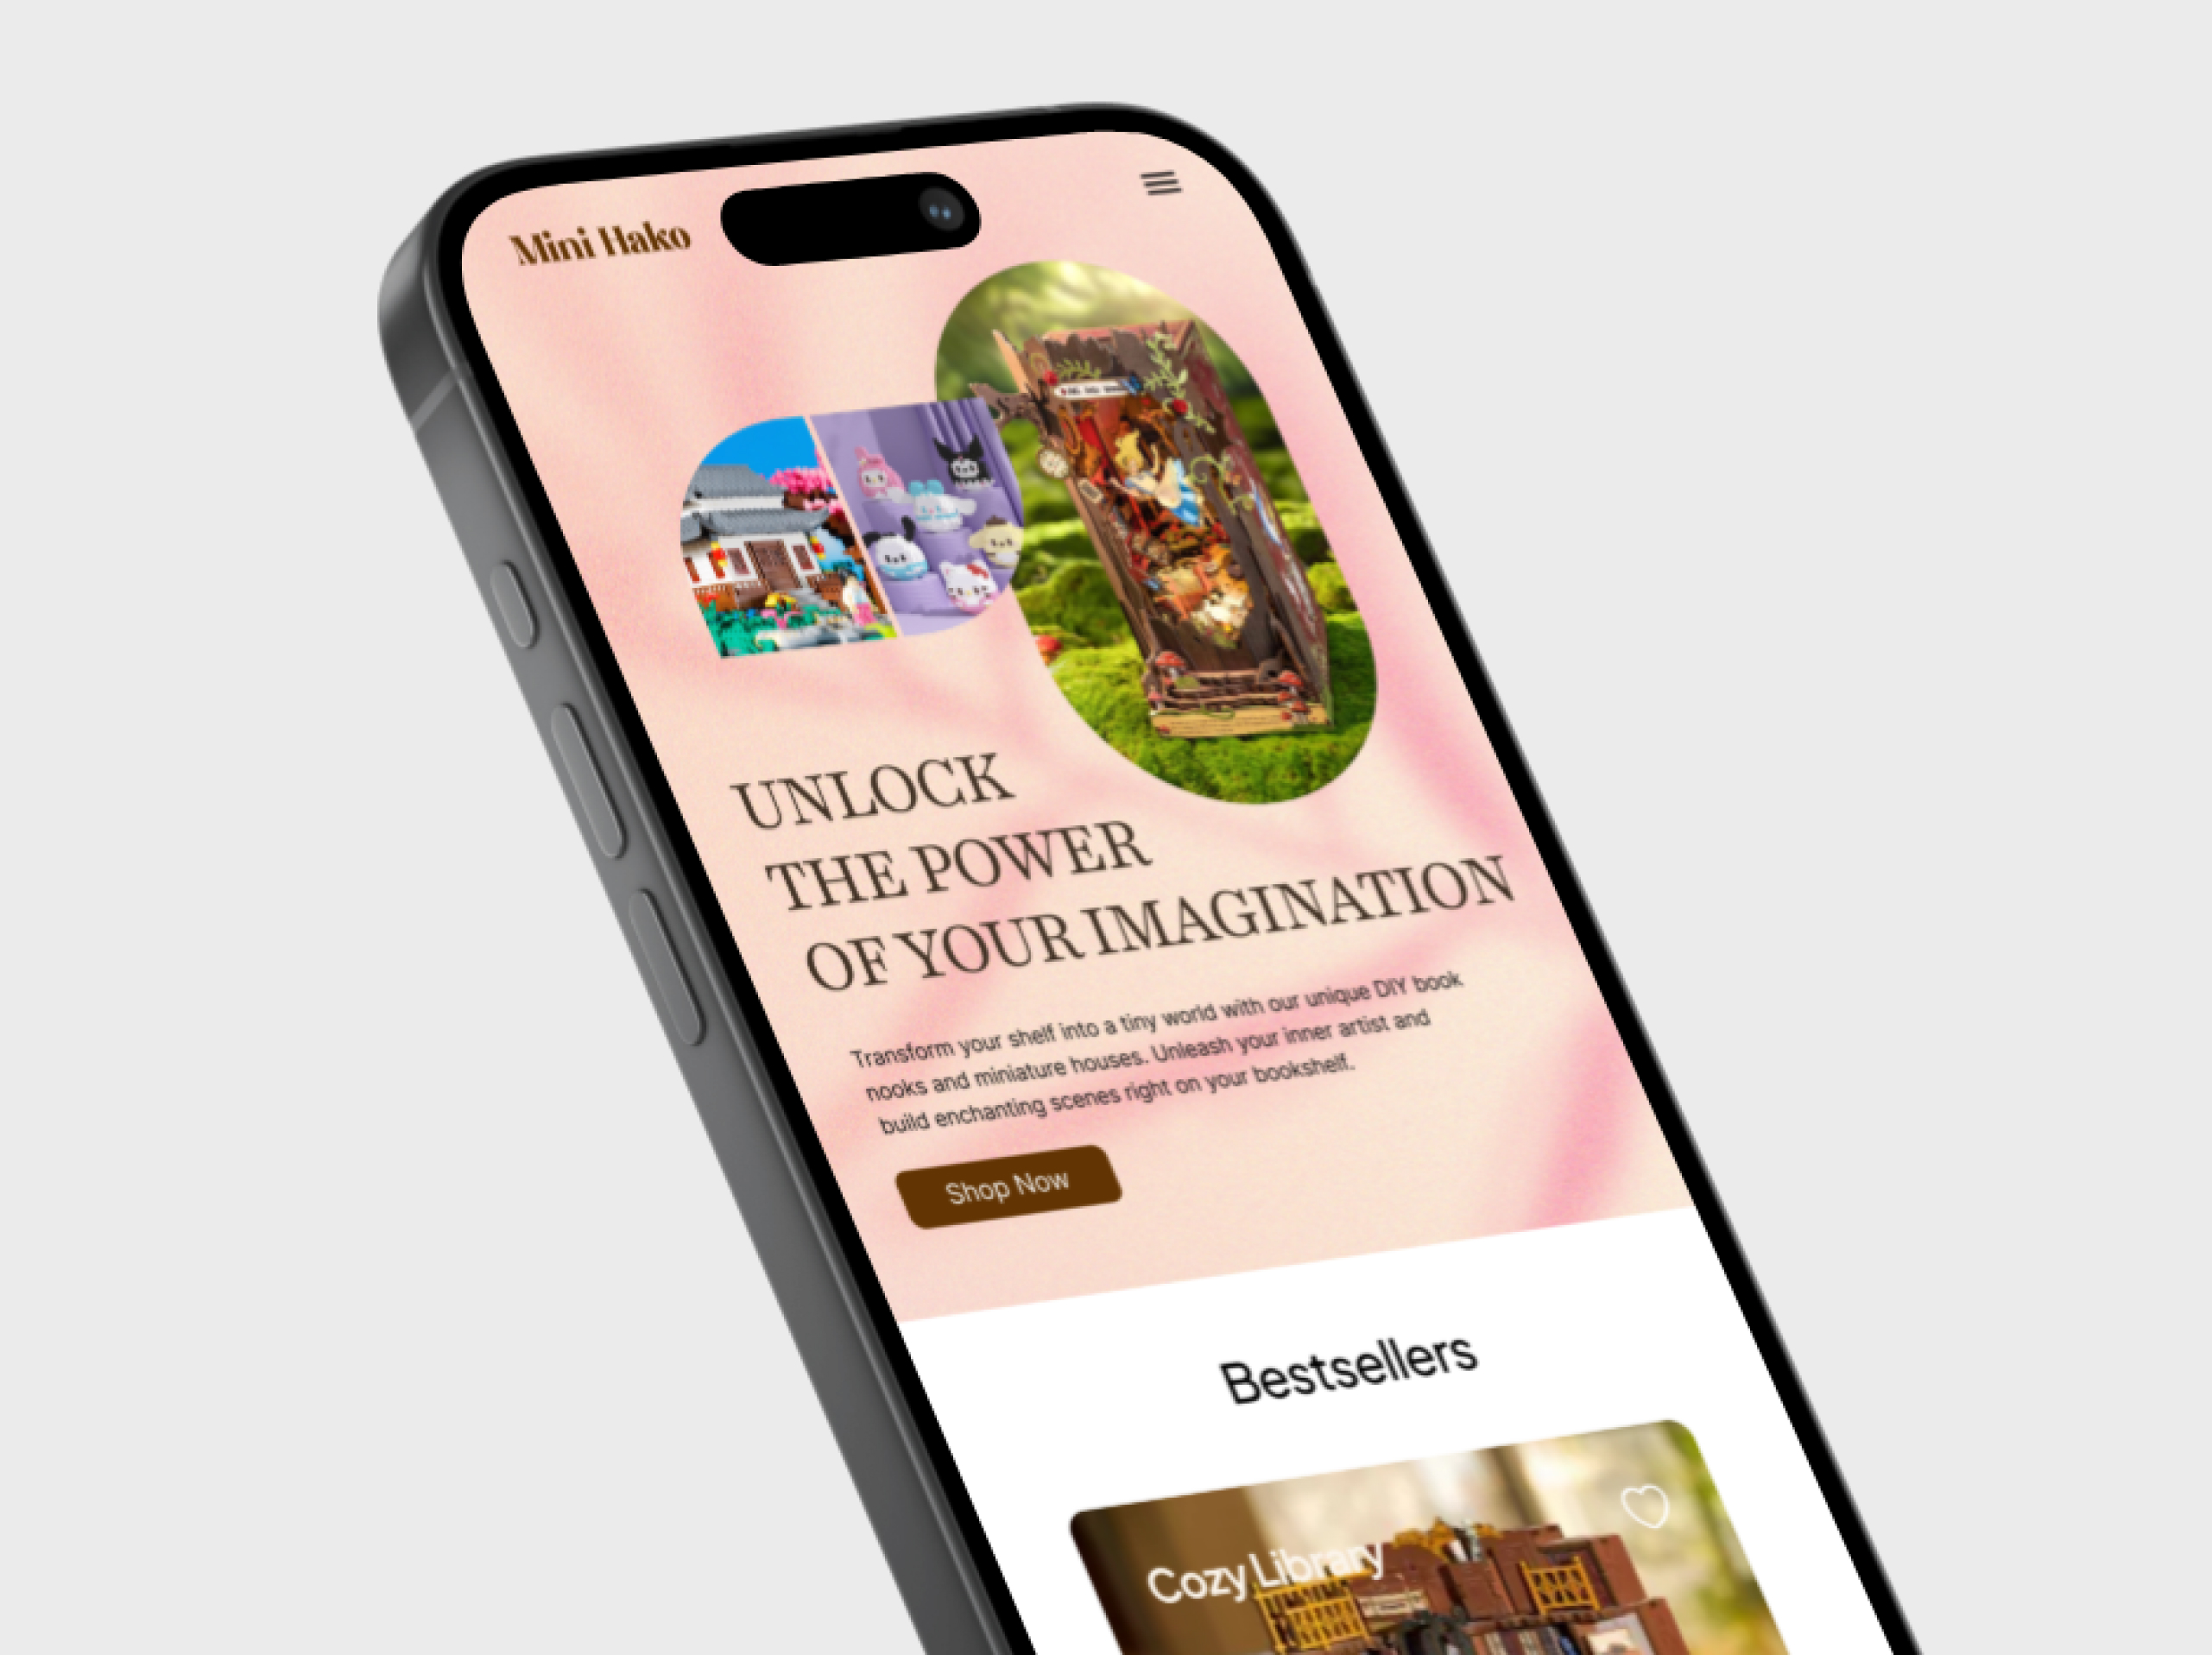 Mini Hako
UNLOCK
THE POWER
OF YOUR IMAGINATION
Transform your shelf into a tiny world with our unique DIY book
nooks and miniature houses. Unleash your inner artist and
build enchanting scenes right on your bookshelf.
Shop Now
Bestsellers
Cozy Library